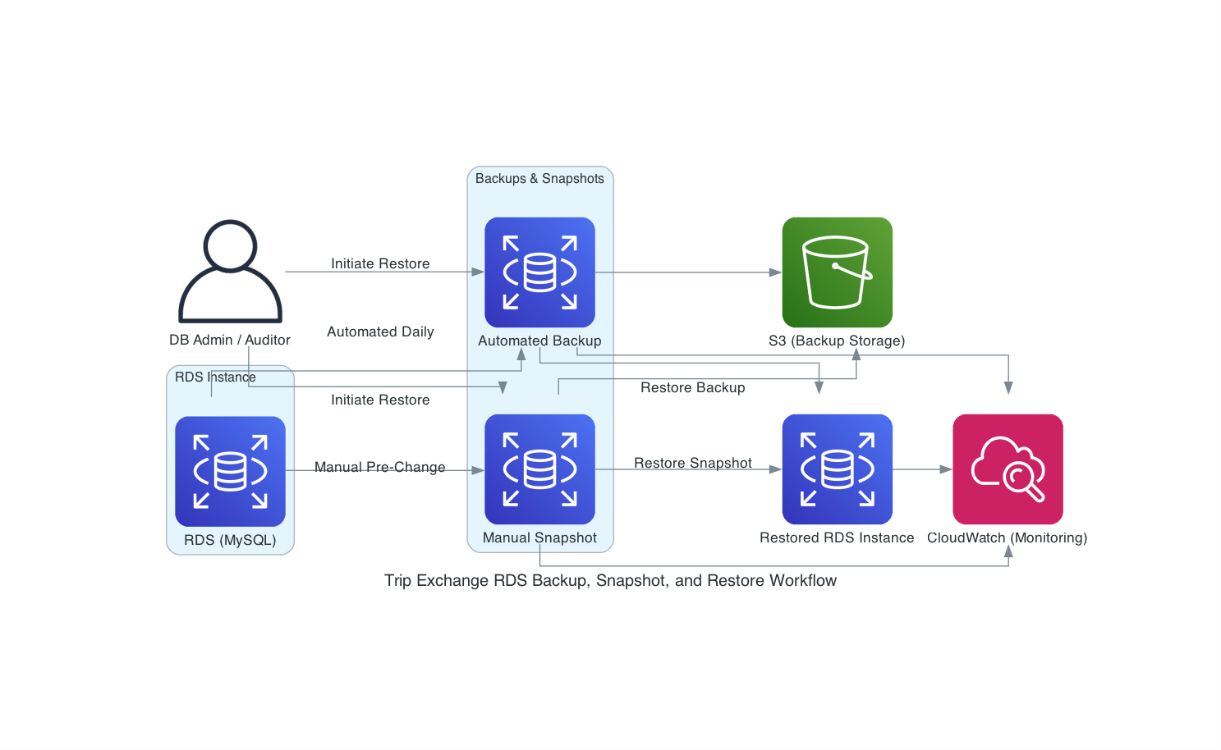 Backups & Snapshots
Initiate Restore
Automated Daily
DB Admin / Auditor
Automated Backup
S3 (Backup Storage)
RDS Instance
Restore Backup
Initiate Restore
Manual Pre-Change
Restore Snapshot
RDS (MySQL)
Manual Snapshot
Restored RDS Instance
CloudWatch (Monitoring)
Trip Exchange RDS Backup, Snapshot, and Restore Workflow